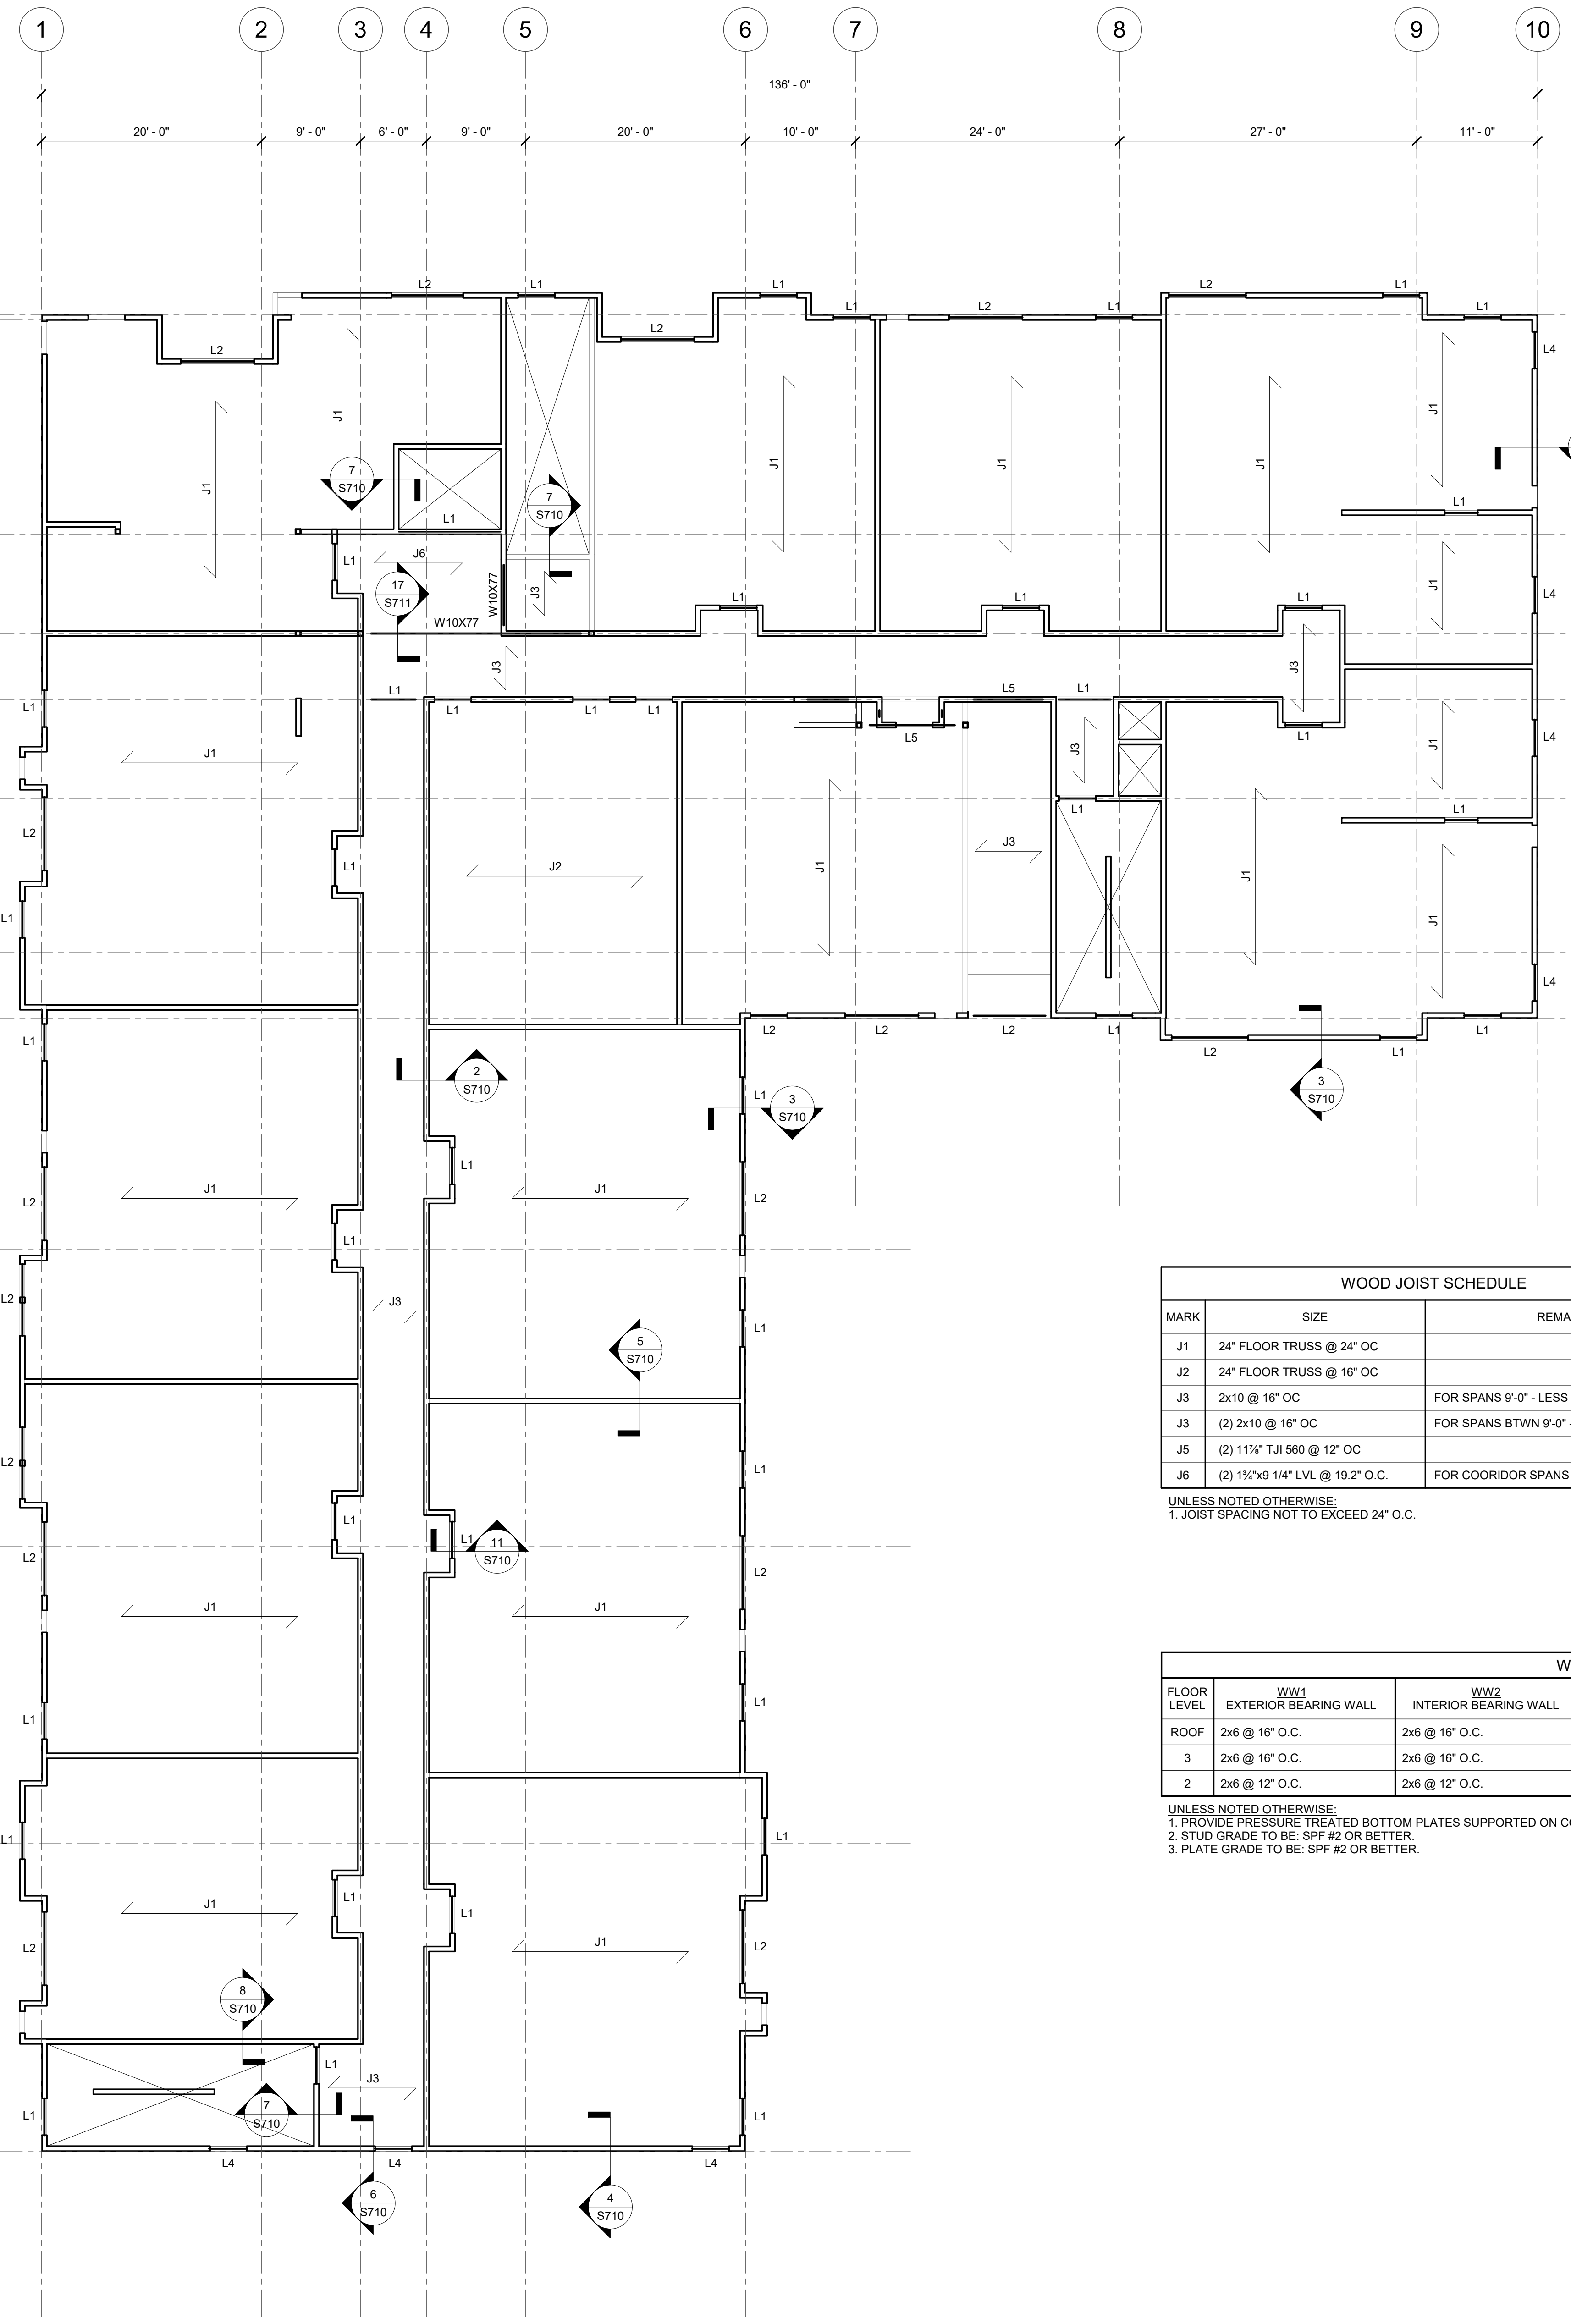 1 2 3 4 5 6 7 8 9 10
136' - 0"
20' - 0" 9' - 0" 6' - 0" 9' - 0" 20' - 0" 10' - 0" 24' - 0" 27' - 0" 11' - 0"
L2 L1 L2 L1
L1 L2 L1 L1
L2 L2 L4
J1 J1 J1 J1 J1 J1 J1
7
S710
7
S710
L1 L1
L1 J6 J3 J1
17
S711
W10X77
W10X77
L1 L1 L1 L4
J3 J3
L1 L5 L1
L1 L1 L1 L1
L5 L1 L4
J1 J3 J1
L1 L1
L2 J3
L1 J2 J1 J1 J1
L1
L4
L1 L2 L2 L2 L1 L1
L2 L1
2
S710
3
S710
L1
3
S710
L1
J1 J1
L2 L2
L1
L2 J3
L1
5
S710
L2 L1
L1 L1
11
S710
L2 L2
J1 J1
L1 L1
L1 L1
L1 L1
J1 J1
L2 L2
8
S710
L1 J3
7
S710
L1 L1
L4 L4 L4
6
S710
4
S710
WOOD JOIST SCHEDULE
MARK SIZE REMA
J1 24" FLOOR TRUSS @ 24" OC
J2 24" FLOOR TRUSS @ 16" OC
J3 2x10 @ 16" OC FOR SPANS 9'-0" - LESS
J3 (2) 2x10 @ 16" OC FOR SPANS BTWN 9'-0" -
J5 (2) 11⅞" TJI 560 @ 12" OC
J6 (2) 1¾"x9 1/4" LVL @ 19.2" O.C. FOR COORIDOR SPANS
UNLESS NOTED OTHERWISE:
1. JOIST SPACING NOT TO EXCEED 24" O.C.
W
FLOOR LEVEL WW1 EXTERIOR BEARING WALL WW2 INTERIOR BEARING WALL
ROOF 2x6 @ 16" O.C. 2x6 @ 16" O.C.
3 2x6 @ 16" O.C. 2x6 @ 16" O.C.
2 2x6 @ 12" O.C. 2x6 @ 12" O.C.
UNLESS NOTED OTHERWISE:
1. PROVIDE PRESSURE TREATED BOTTOM PLATES SUPPORTED ON CO
2. STUD GRADE TO BE: SPF #2 OR BETTER.
3. PLATE GRADE TO BE: SPF #2 OR BETTER.